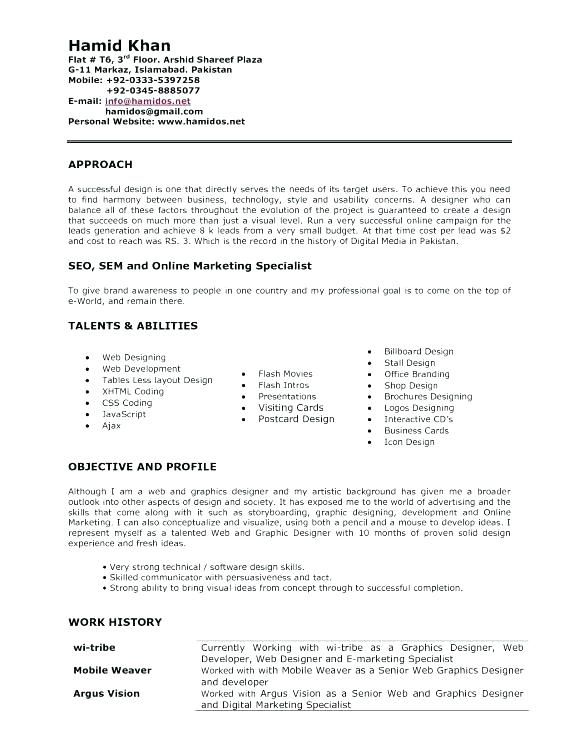 Hamid Khan
Flat # T6, 3rd Floor. Arshid Shareef Plaza
G-11 Markaz, Islamabad. Pakistan
Mobile: +92-0333-5397258
+92-0345-8885077
E-mail: info@hamidos.net
hamidos@gmail.com
Personal Website: www.hamidos.net
APPROACH
A successful design is one that directly serves the needs of its target users. To achieve this you need
to find harmony between business, technology, style and usability concerns. A designer who can
balance all of these factors throughout the evolution of the project is guaranteed to create a design
that succeeds on much more than just a visual level. Run a very successful online campaign for the
leads generation and achieve 8 k leads from a very small budget. At that time cost per lead was $2
and cost to reach was RS. 3. Which is the record in the history of Digital Media in Pakistan.
SEO, SEM and Online Marketing Specialist
To give brand awareness to people in one country and my professional goal is to come on the top of
e-World, and remain there.
TALENTS & ABILITIES
• Web Designing
• Web Development
• Tables Less layout Design
• XHTML Coding
• CSS Coding
• JavaScript
• Ajax
• Flash Movies
• Flash Intros
• Presentations
• Visiting Cards
• Postcard Design
• Billboard Design
• Stall Design
• Office Branding
• Shop Design
• Brochures Designing
• Logos Designing
• Interactive CD's
• Business Cards
• Icon Design
OBJECTIVE AND PROFILE
Although I am a web and graphics designer and my artistic background has given me a broader
outlook into other aspects of design and society. It has exposed me to the world of advertising and the
skills that come along with it such as storyboarding, graphic designing, development and Online
Marketing. I can also conceptualize and visualize, using both a pencil and a mouse to develop ideas. I
represent myself as a talented Web and Graphic Designer with 10 months of proven solid design
experience and fresh ideas.
• Very strong technical / software design skills.
• Skilled communicator with persuasiveness and tact.
• Strong ability to bring visual ideas from concept through to successful completion.
WORK HISTORY
wi-tribe Currently Working with wi-tribe as a Graphics Designer, Web
Developer, Web Designer and E-marketing Specialist
Mobile Weaver Worked with with Mobile Weaver as a Senior Web Graphics Designer
and developer
Argus Vision Worked with Argus Vision as a Senior Web and Graphics Designer
and Digital Marketing Specialist